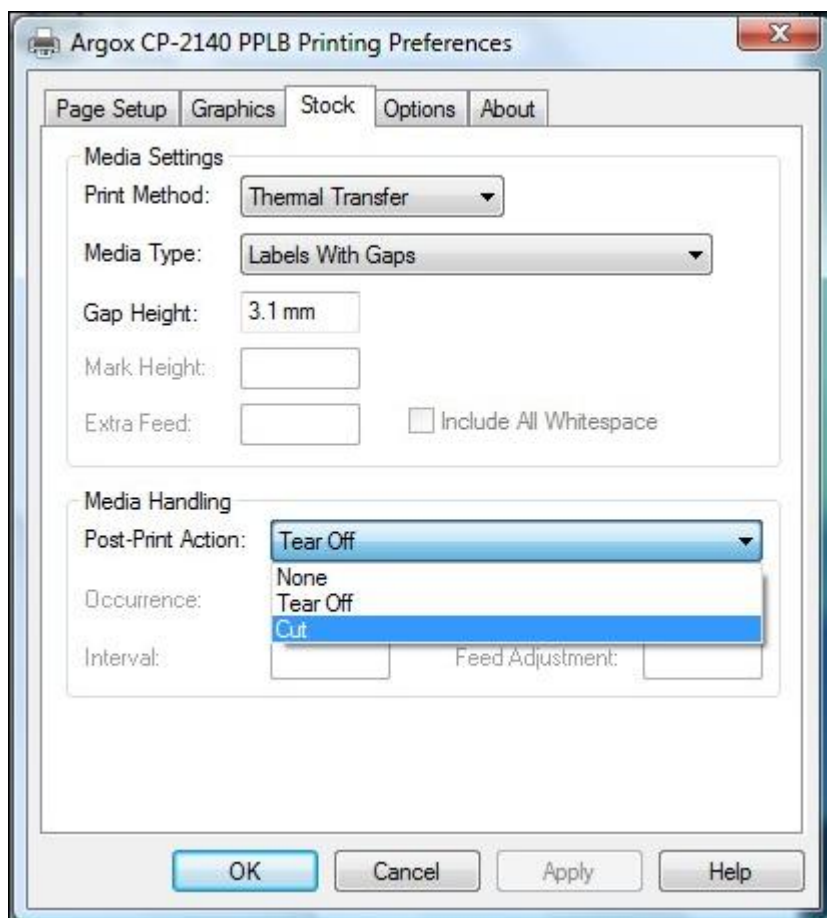 Argox CP-2140 PPLB Printing Preferences
Page Setup Graphics Stock Options About
Media Settings
Print Method: Thermal Transfer
Media Type: Labels With Gaps
Gap Height: 3.1 mm
Mark Height:
Extra Feed: Include All Whitespace
Media Handling
Post-Print Action: Tear Off
None
Occurrence: Tear Off
Cut
Interval: Feed Adjustment:
OK Cancel Apply Help